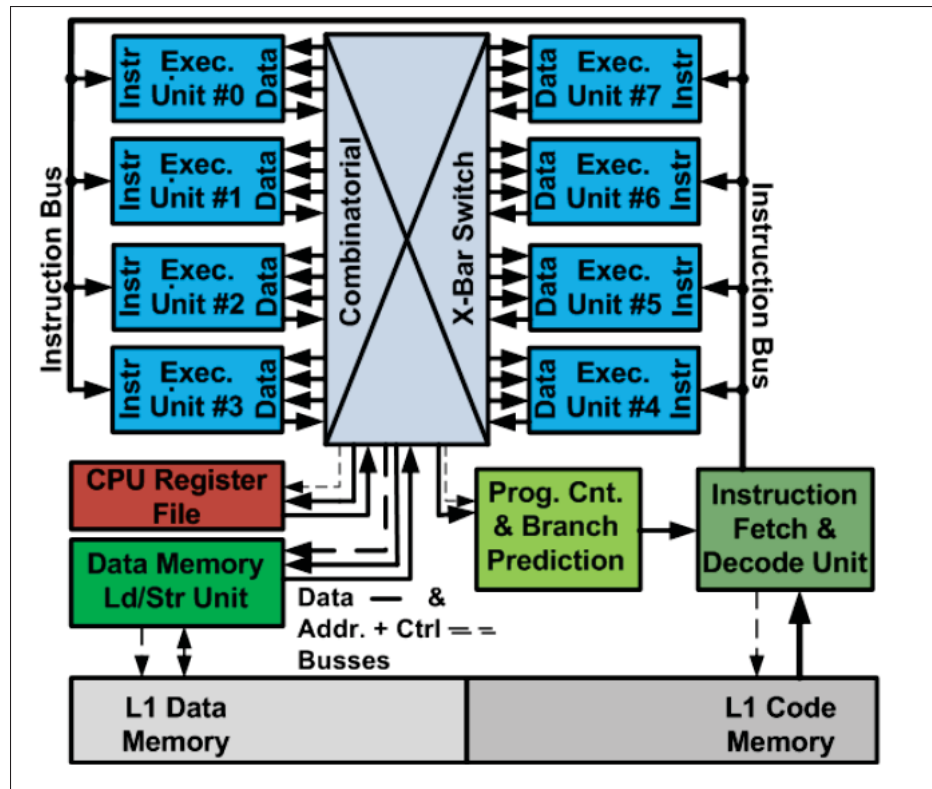 Instr
Exec.
Unit #0
Data
Instr
Exec.
Unit #1
Data
Instr
Exec.
Unit #2
Data
Instr
Exec.
Unit #3
Data
Instruction Bus
Combinatorial
X-Bar Switch
Data
Exec.
Unit #7
Instr
Data
Exec.
Unit #6
Instr
Data
Exec.
Unit #5
Instr
Data
Exec.
Unit #4
Instr
Instruction Bus
CPU Register
File
Data Memory
Ld/Str Unit
Data — &
Addr. + Ctrl
Busses
Prog. Cnt.
& Branch
Prediction
Instruction
Fetch &
Decode Unit
L1 Data
Memory
L1 Code
Memory